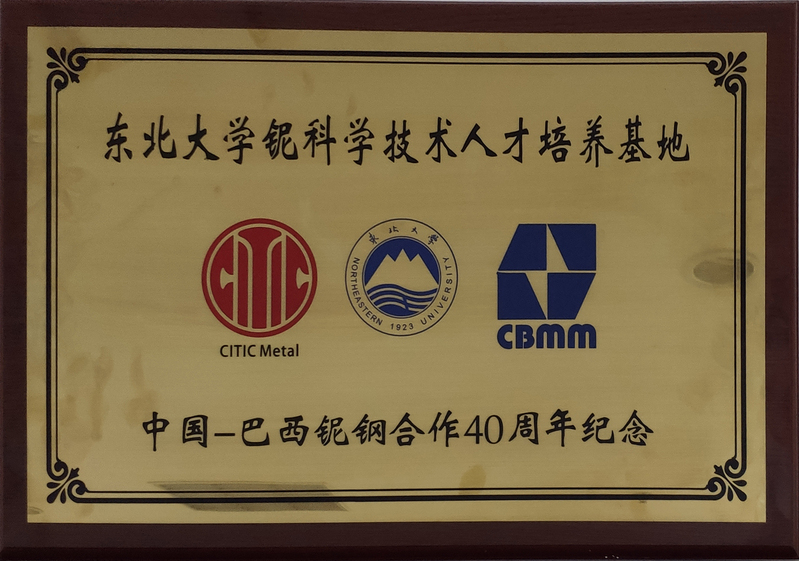 东北大学铌科学技术人才培养基地
CITIC
东北大学
NORTHEASTERN 1923 UNIVERSITY
CITIC Metal
CBMM
中国-巴西铌钢合作40周年纪念